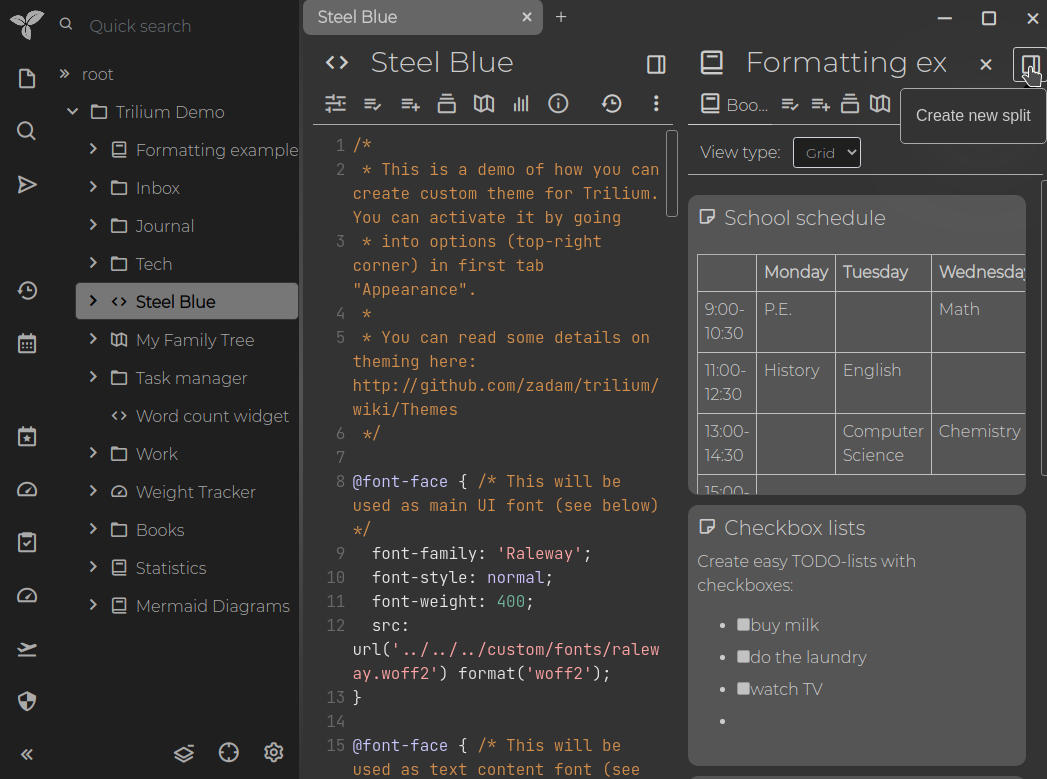 Quick search
root
Trilium Demo
Formatting example
Inbox
Journal
Tech
Steel Blue
My Family Tree
Task manager
Word count widget
Work
Weight Tracker
Books
Statistics
Mermaid Diagrams
Steel Blue
Steel Blue
1 /*
2  * This is a demo of how you can
create custom theme for Trilium.
You can activate it by going
3  * into options (top-right
corner) in first tab
"Appearance".
4  *
5  * You can read some details on
theming here:
http://github.com/zadam/trilium/
wiki/Themes
6  */
7
8 @font-face { /* This will be
used as main UI font (see below)
*/
9   font-family: 'Raleway';
10   font-style: normal;
11   font-weight: 400;
12   src:
url('../../../custom/fonts/ralew
ay.woff2') format('woff2');
13 }
14
15 @font-face { /* This will be
used as text content font (see
Formatting ex
Boo...
Create new split
View type: Grid
School schedule
Monday Tuesday Wednesday
9:00-
10:30 P.E. Math
11:00-
12:30 History English
13:00-
14:30 Computer
Science Chemistry
15:00-
Checkbox lists
Create easy TODO-lists with
checkboxes:
• buy milk
• do the laundry
• watch TV
•